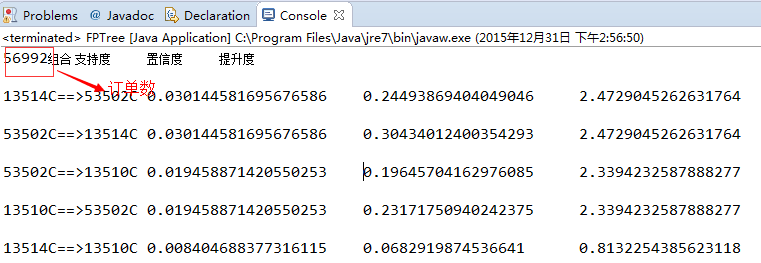 Problems @ Javadoc Declaration Console
<terminated> FPTree [Java Application] C:\Program Files\Java\jre7\bin\javaw.exe (2015年12月31日 下午2:56:50)
56992组合 支持度 置信度 提升度
订单数
13514C==>53502C 0.030144581695676586 0.24493869404049046 2.4729045262631764
53502C==>13514C 0.030144581695676586 0.30434012400354293 2.4729045262631764
53502C==>13510C 0.019458871420550253 0.19645704162976085 2.3394232587888277
13510C==>53502C 0.019458871420550253 0.23171750940242375 2.3394232587888277
13514C==>13510C 0.008404688377316115 0.0682919874536641 0.8132254385623118